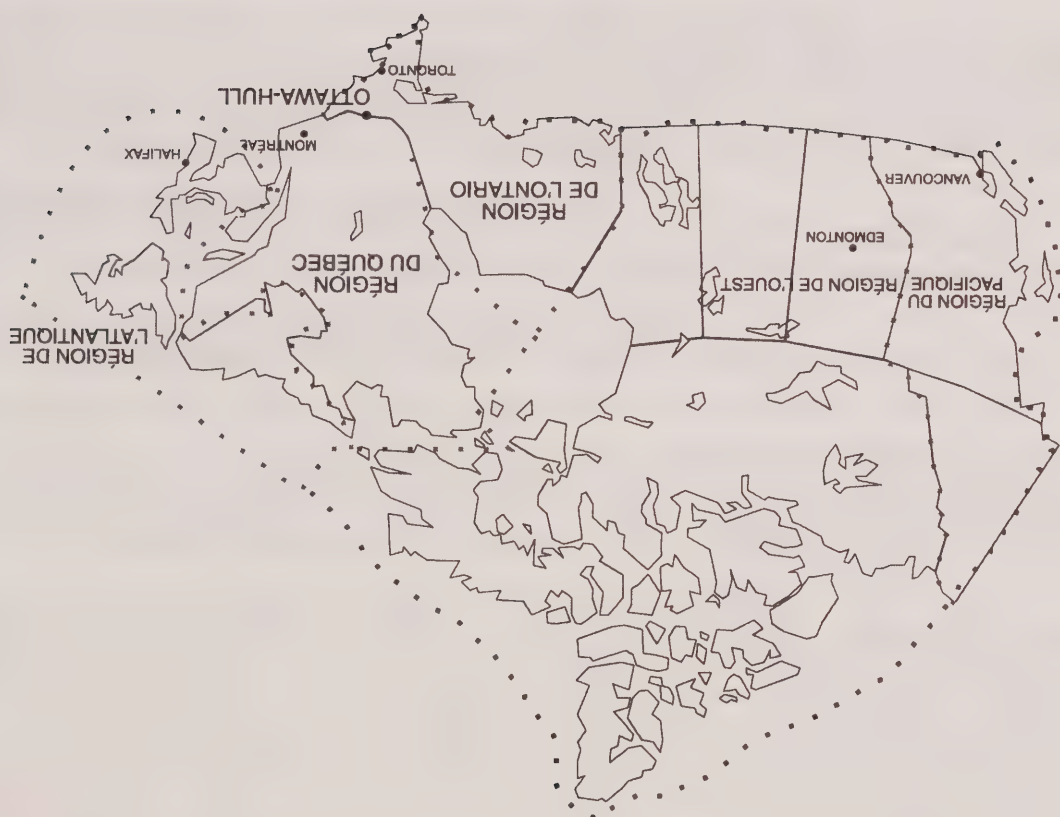 RÉGION DE
L'ATLANTIQUE
RÉGION DU
PACIFIQUE
RÉGION DE L'OUEST
RÉGION
DU QUÉBEC
EDMONTON
RÉGION
DE L'ONTARIO
VANCOUVER
HALIFAX
MONTRÉAL
OTTAWA-HULL
TORONTO